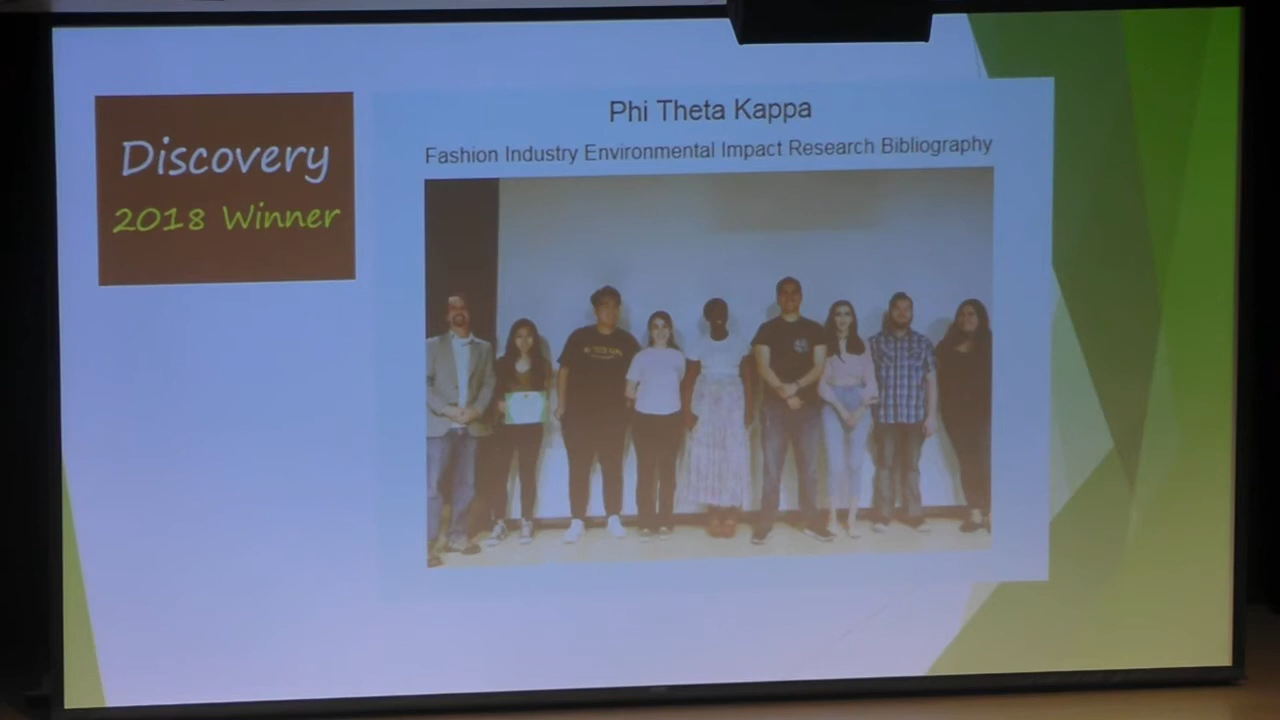 Discovery
2018 Winner
Phi Theta Kappa
Fashion Industry Environmental Impact Research Bibliography